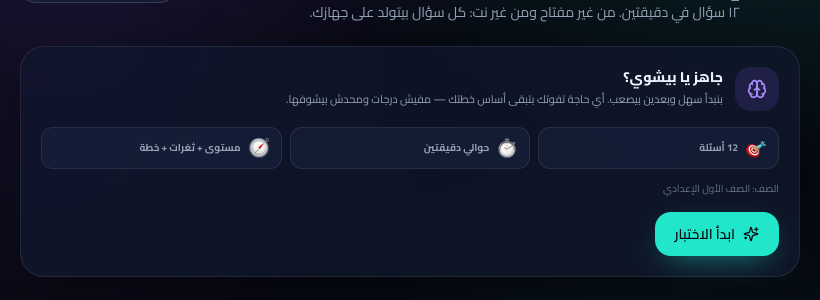 ١٢ سؤال في دقيقتين. من غير مفتاح ومن غير نت: كل سؤال بيتولد على جهازك.
جاهز يا بيشوي؟
بنبدأ سهل وبعدين بيصعب. أي حاجة تفوتك بتبقى أساس خطتك — مفيش درجات ومحدش بيشوفها.
12 أسئلة
حوالي دقيقتين
مستوى + ثغرات + خطة
الصف: الصف الأول الإعدادي
ابدأ الاختبار